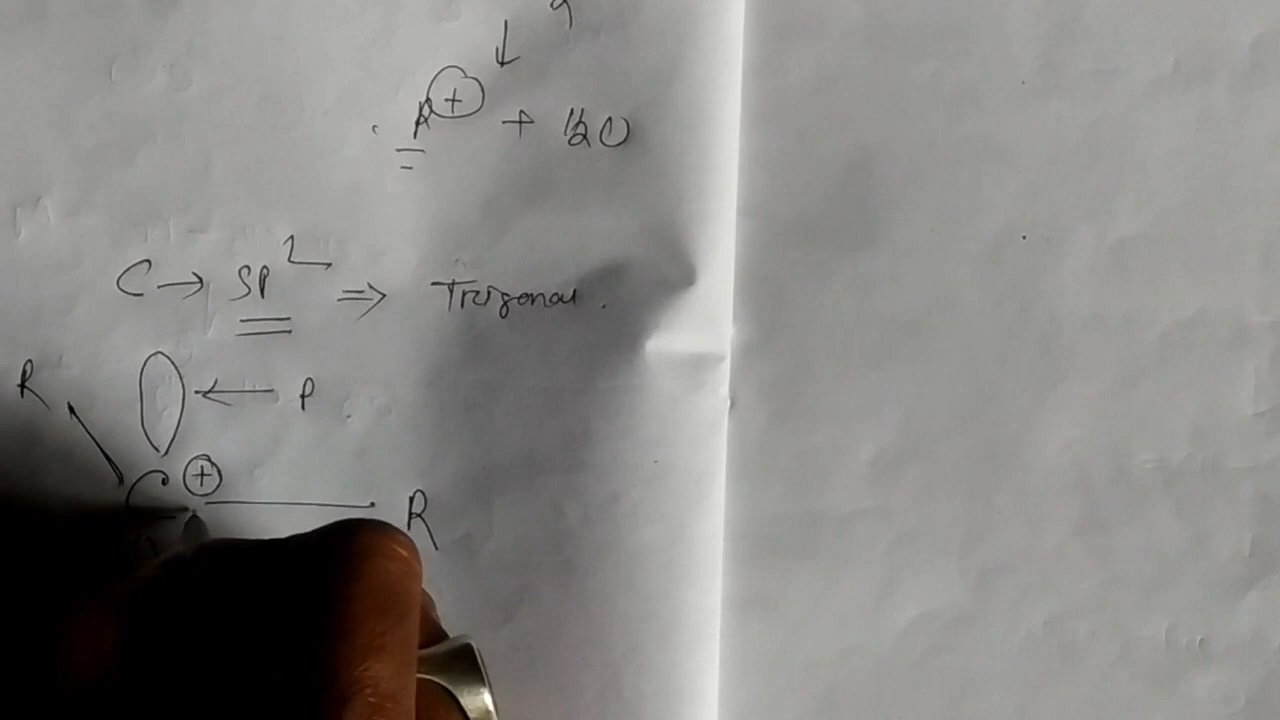 ↓
R⊕ + H2O
C → SP² ⇒ Trigonal.
R ← P
C⊕ — R